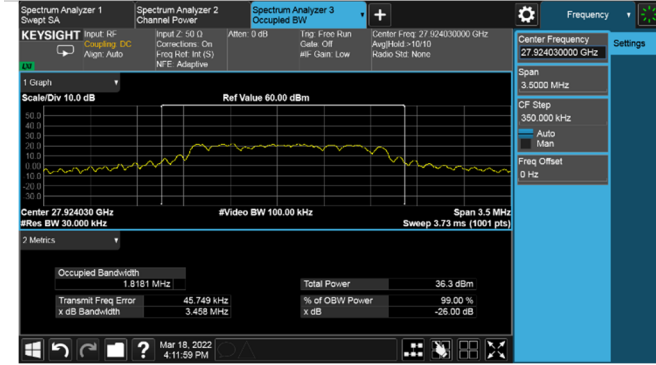 Spectrum Analyzer 1
Swept SA
Spectrum Analyzer 2
Channel Power
Spectrum Analyzer 3
Occupied BW
Frequency
KEYSIGHT
Input: RF
Coupling: DC
Align: Auto
Input Z: 50 Ω
Corrections: On
Freq Ref: Int (S)
NFE: Adaptive
Atten: 0 dB
Trig: Free Run
Gate: Off
#IF Gain: Low
Center Freq: 27.924030000 GHz
Avg|Hold >10/10
Radio Std: None
Center Frequency
27.924030000 GHz
Settings
Span
3.5000 MHz
CF Step
350.000 kHz
Auto
Man
Freq Offset
0 Hz
1 Graph
Scale/Div 10.0 dB
Ref Value 60.00 dBm
50.0
40.0
30.0
20.0
10.0
0.00
-10.0
-20.0
-30.0
Center 27.924030 GHz
#Video BW 100.00 kHz
Span 3.5 MHz
#Res BW 30.000 kHz
Sweep 3.73 ms (1001 pts)
2 Metrics
Occupied Bandwidth
1.8181 MHz
Total Power
36.3 dBm
Transmit Freq Error
45.749 kHz
% of OBW Power
99.00 %
x dB Bandwidth
3.458 MHz
x dB
-26.00 dB
?
Mar 18, 2022
4:11:59 PM